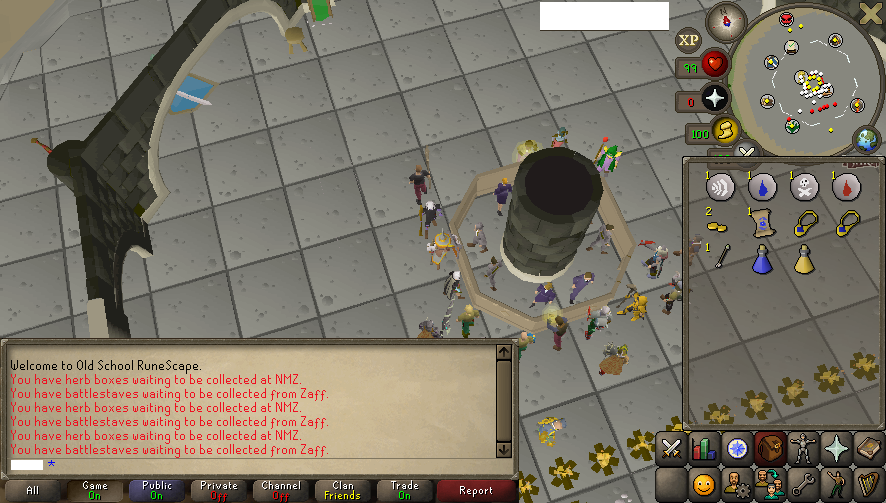 XP
99
0
100
1 1 1 1
2 1
1
Welcome to Old School RuneScape.
You have herb boxes waiting to be collected at NMZ.
You have battlestaves waiting to be collected from Zaff.
You have herb boxes waiting to be collected at NMZ.
You have battlestaves waiting to be collected from Zaff.
You have herb boxes waiting to be collected at NMZ.
You have battlestaves waiting to be collected from Zaff.
*
All
Game
On
Public
On
Private
Off
Channel
Off
Clan
Friends
Trade
On
Report